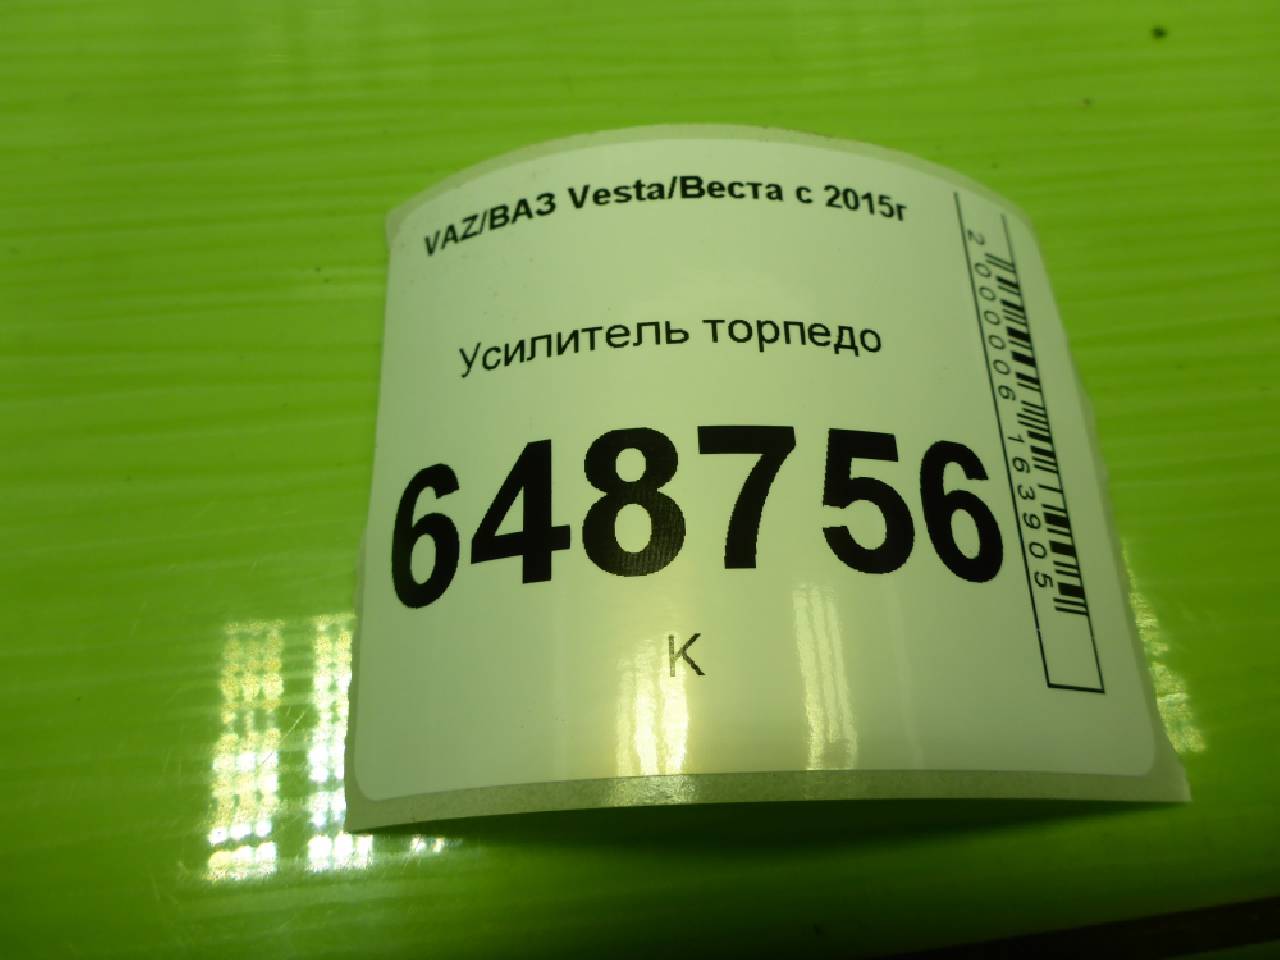 VAZ/ВАЗ Vesta/Веста с 2015г
Усилитель торпедо
648756
К
2000006163905